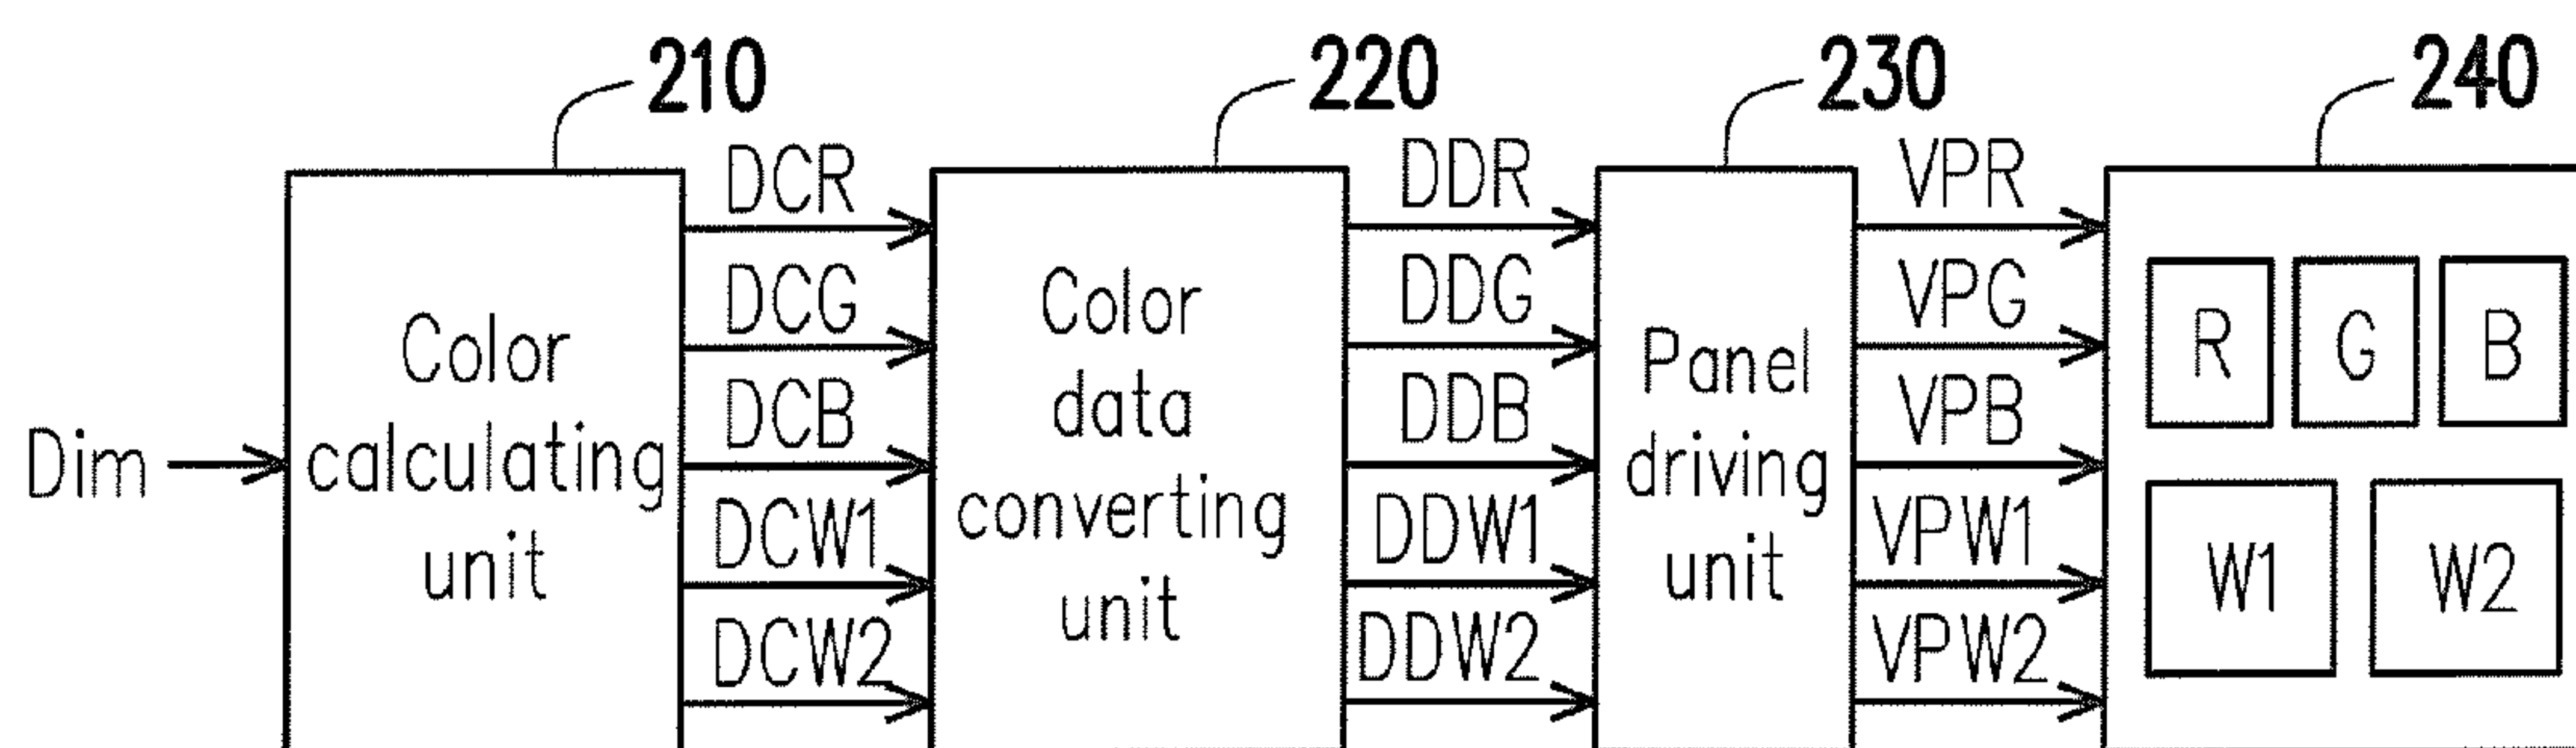 210
220
230
240
Dim
Color
calculating
unit
DCR
DCG
DCB
DCW1
DCW2
Color
data
converting
unit
DDR
DDG
DDB
DDW1
DDW2
Panel
driving
unit
VPR
VPG
VPB
VPW1
VPW2
R G B
W1 W2